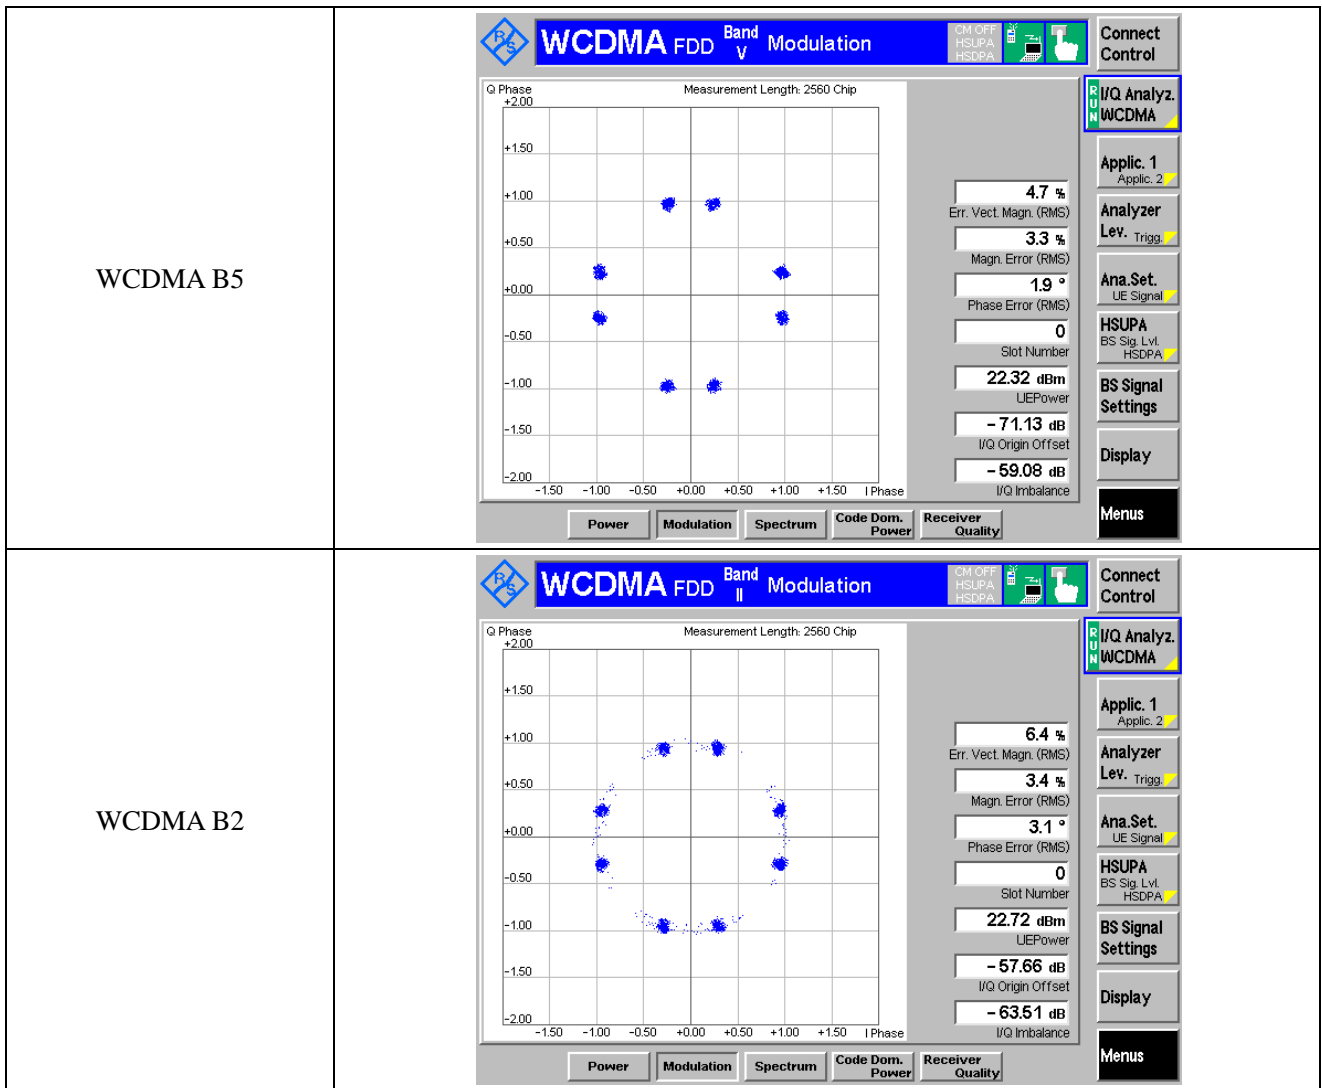 WCDMA B5
R/S
WCDMA FDD Band V Modulation
CM OFF
HSUPA
HSDPA
Connect Control
Q Phase
Measurement Length: 2560 Chip
+2.00
+1.50
+1.00
+0.50
+0.00
-0.50
-1.00
-1.50
-2.00
-1.50 -1.00 -0.50 +0.00 +0.50 +1.00 +1.50 I Phase
4.7 %
Err. Vect. Magn. (RMS)
3.3 %
Magn. Error (RMS)
1.9 °
Phase Error (RMS)
0
Slot Number
22.32 dBm
UEPower
-71.13 dB
I/Q Origin Offset
-59.08 dB
I/Q Imbalance
RUN
I/Q Analyz.
WCDMA
Applic. 1
Applic. 2
Analyzer
Lev. Trigg.
Ana.Set.
UE Signal
HSUPA
BS Sig. Lvl.
HSDPA
BS Signal
Settings
Display
Menus
Power Modulation Spectrum Code Dom. Power Receiver Quality
WCDMA B2
R/S
WCDMA FDD Band II Modulation
CM OFF
HSUPA
HSDPA
Connect Control
Q Phase
Measurement Length: 2560 Chip
+2.00
+1.50
+1.00
+0.50
+0.00
-0.50
-1.00
-1.50
-2.00
-1.50 -1.00 -0.50 +0.00 +0.50 +1.00 +1.50 I Phase
6.4 %
Err. Vect. Magn. (RMS)
3.4 %
Magn. Error (RMS)
3.1 °
Phase Error (RMS)
0
Slot Number
22.72 dBm
UEPower
-57.66 dB
I/Q Origin Offset
-63.51 dB
I/Q Imbalance
RUN
I/Q Analyz.
WCDMA
Applic. 1
Applic. 2
Analyzer
Lev. Trigg.
Ana.Set.
UE Signal
HSUPA
BS Sig. Lvl.
HSDPA
BS Signal
Settings
Display
Menus
Power Modulation Spectrum Code Dom. Power Receiver Quality